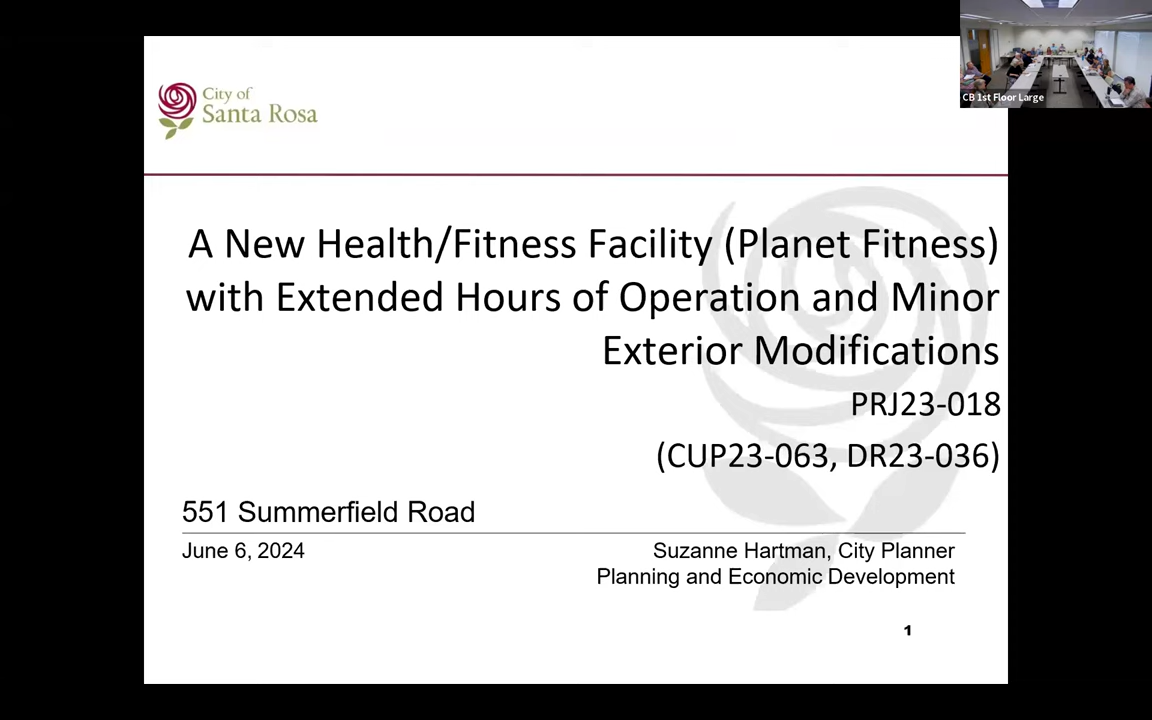 CB 1st Floor Large
City of
Santa Rosa
A New Health/Fitness Facility (Planet Fitness)
with Extended Hours of Operation and Minor
Exterior Modifications
PRJ23-018
(CUP23-063, DR23-036)
551 Summerfield Road
June 6, 2024
Suzanne Hartman, City Planner
Planning and Economic Development
1